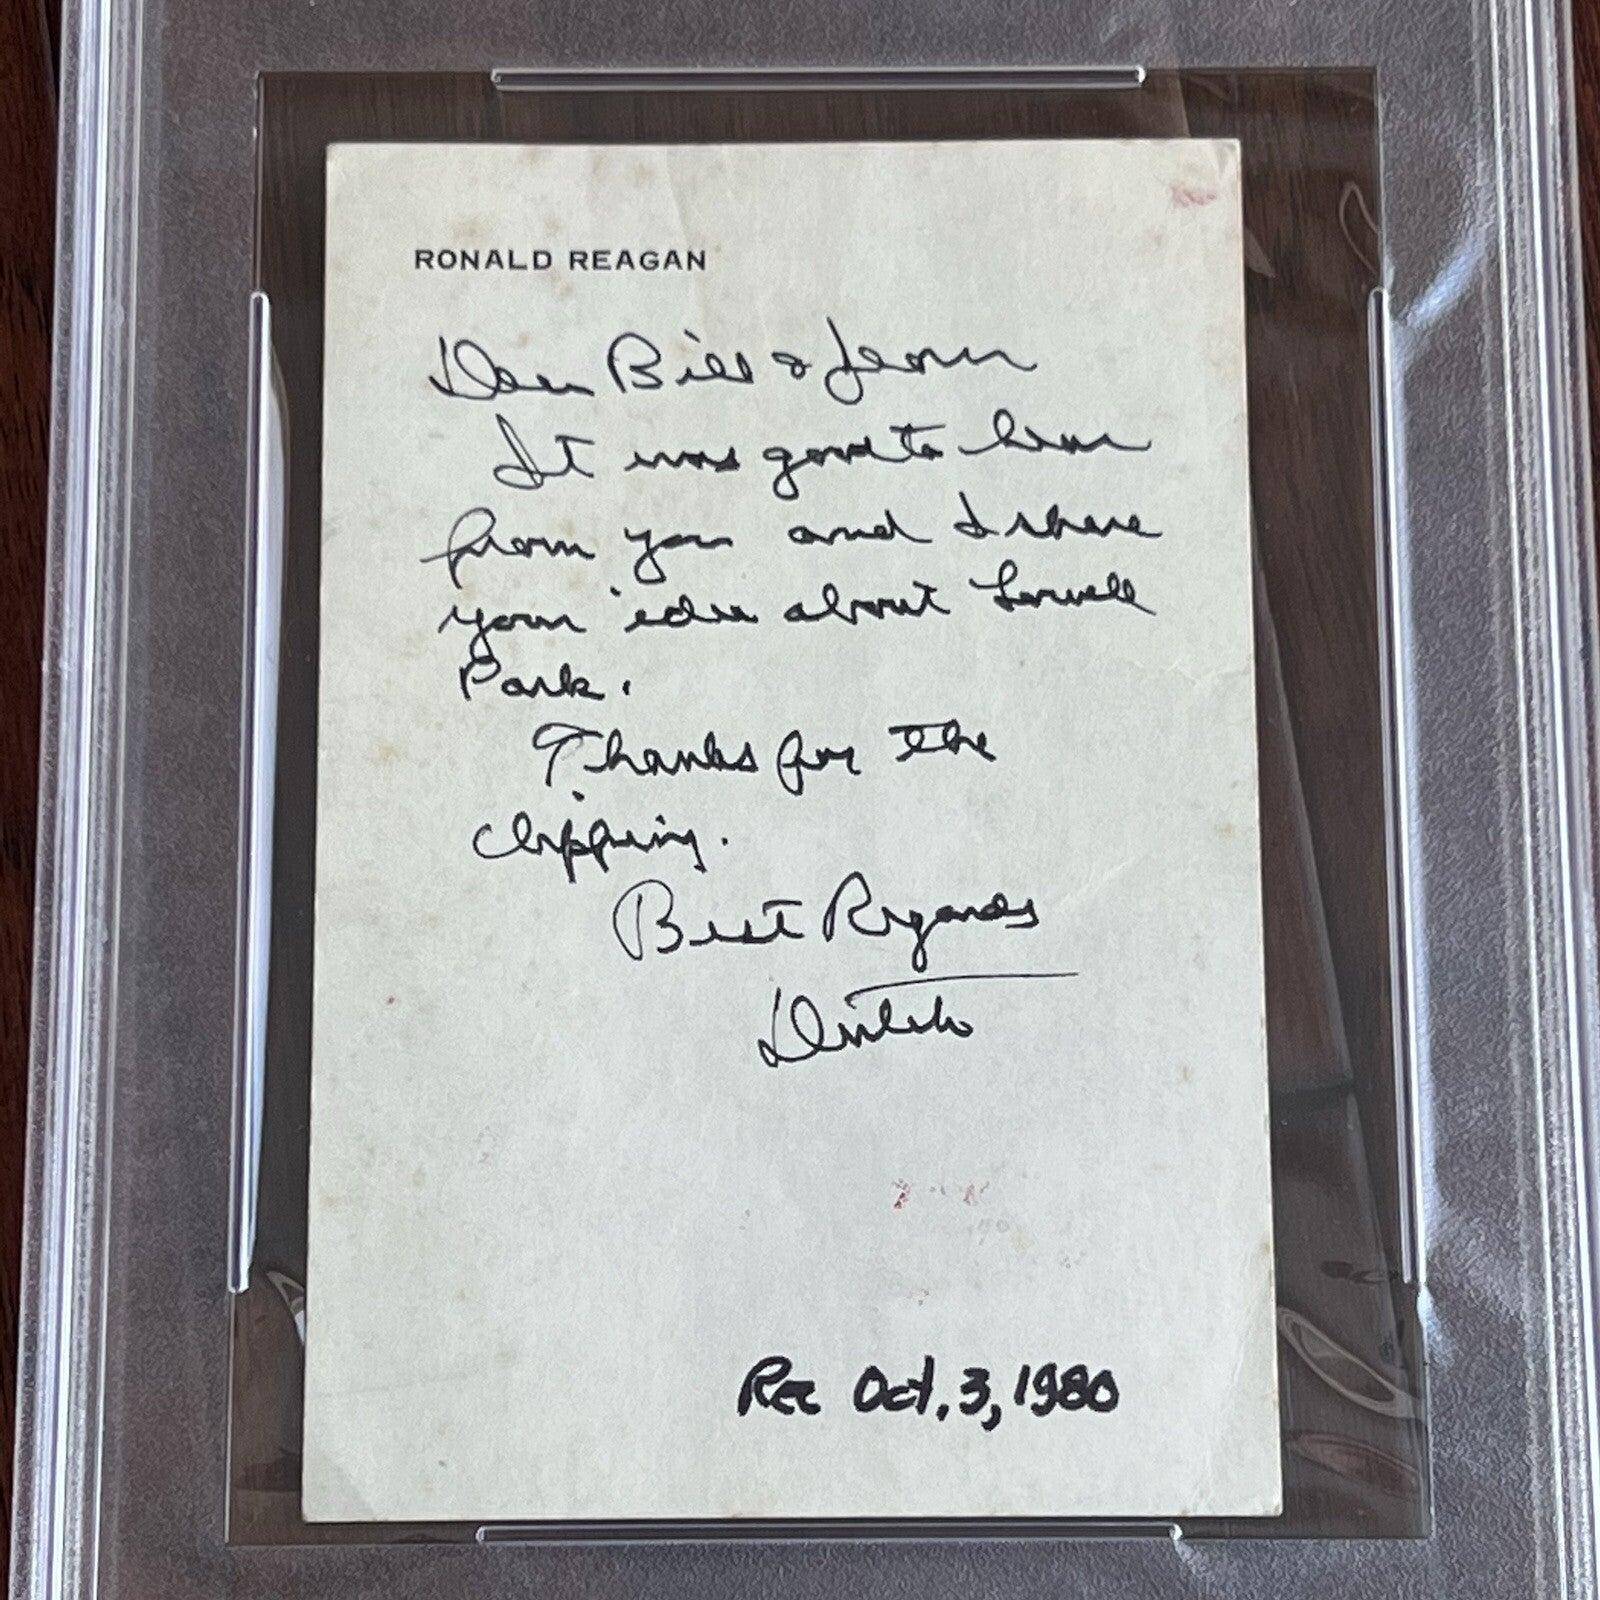 RONALD REAGAN
Dear Bill & Jean
It was good to hear
from you and I share
your idea about Lowell
Park.
Thanks for the
clipping.
Best Regards
Dutch
Rec Oct. 3, 1980